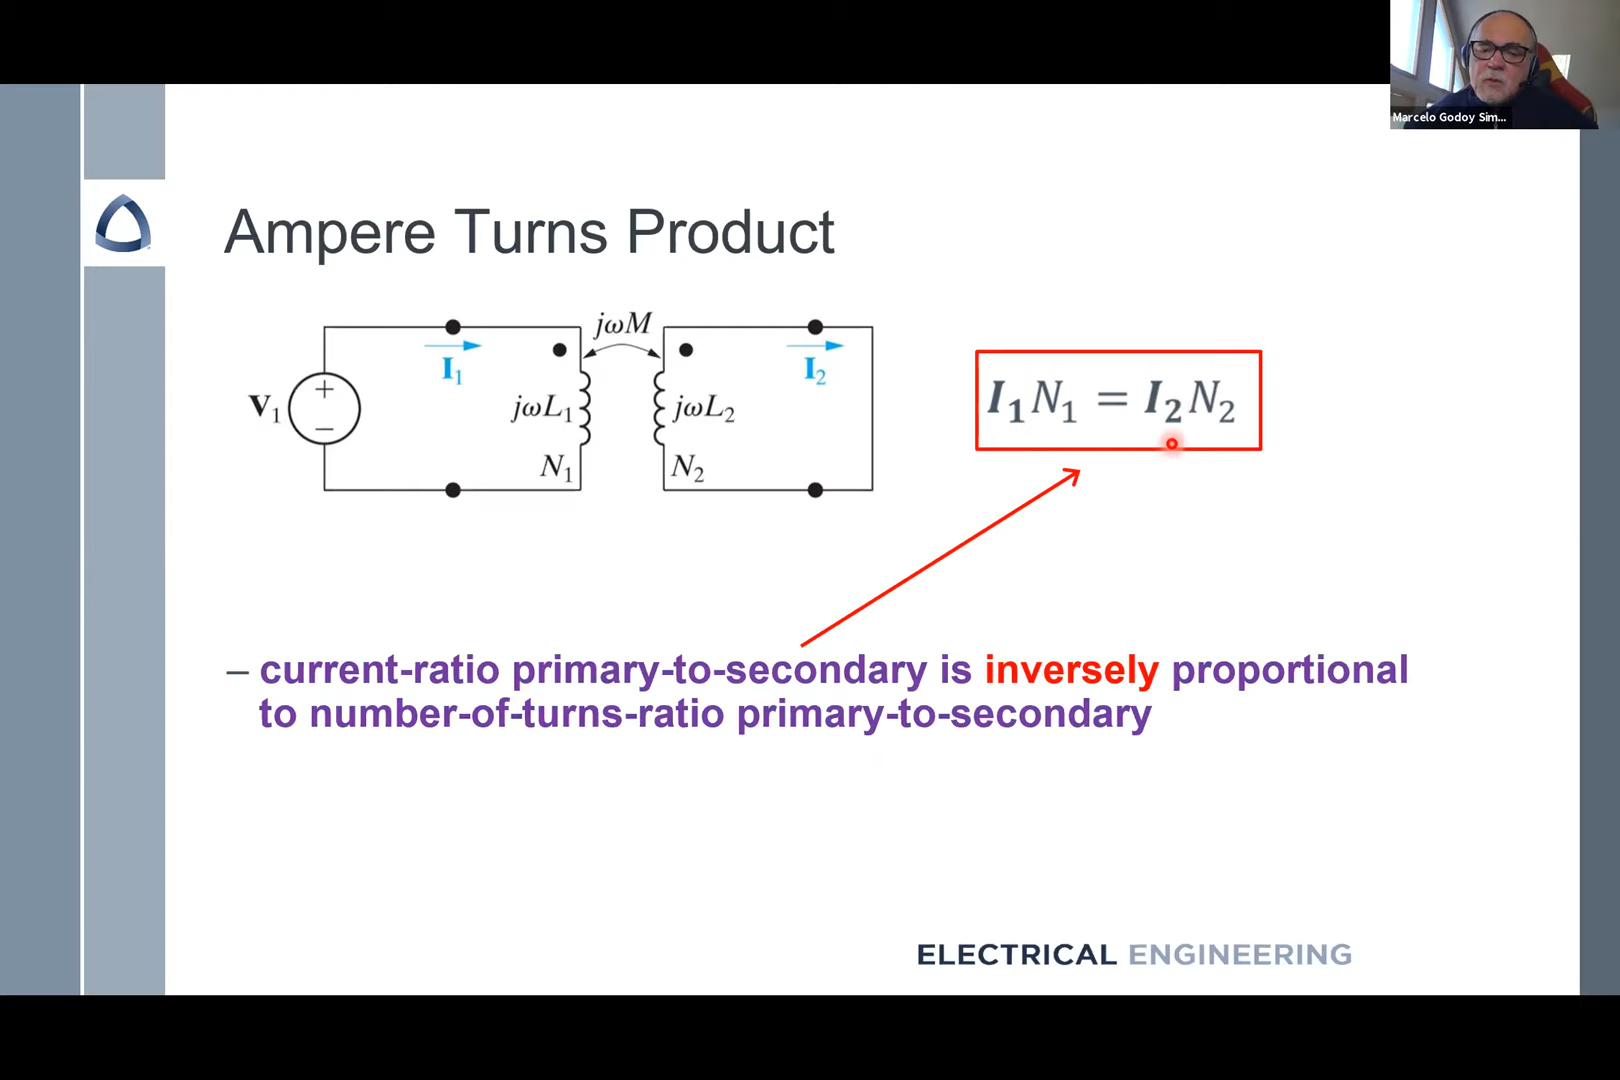 Marcelo Godoy Sim...
Ampere Turns Product
jωM
I₁
I₂
V₁
+
−
jωL₁
jωL₂
N₁
N₂
I₁N₁ = I₂N₂
– current-ratio primary-to-secondary is inversely proportional
to number-of-turns-ratio primary-to-secondary
ELECTRICAL ENGINEERING